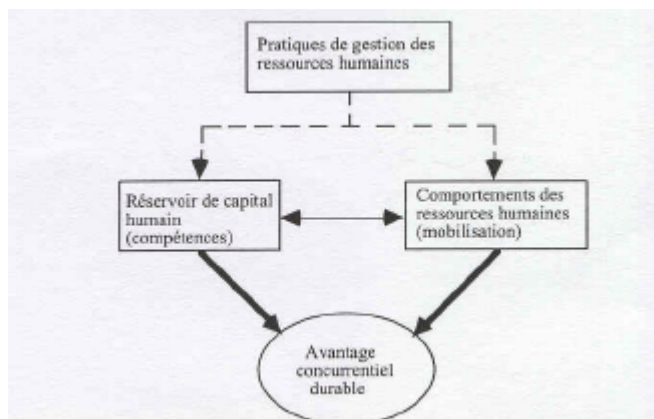 Pratiques de gestion des
ressources humaines
Réservoir de capital
humain
(compétences)
Comportements des
ressources humaines
(mobilisation)
Avantage
concurrentiel
durable